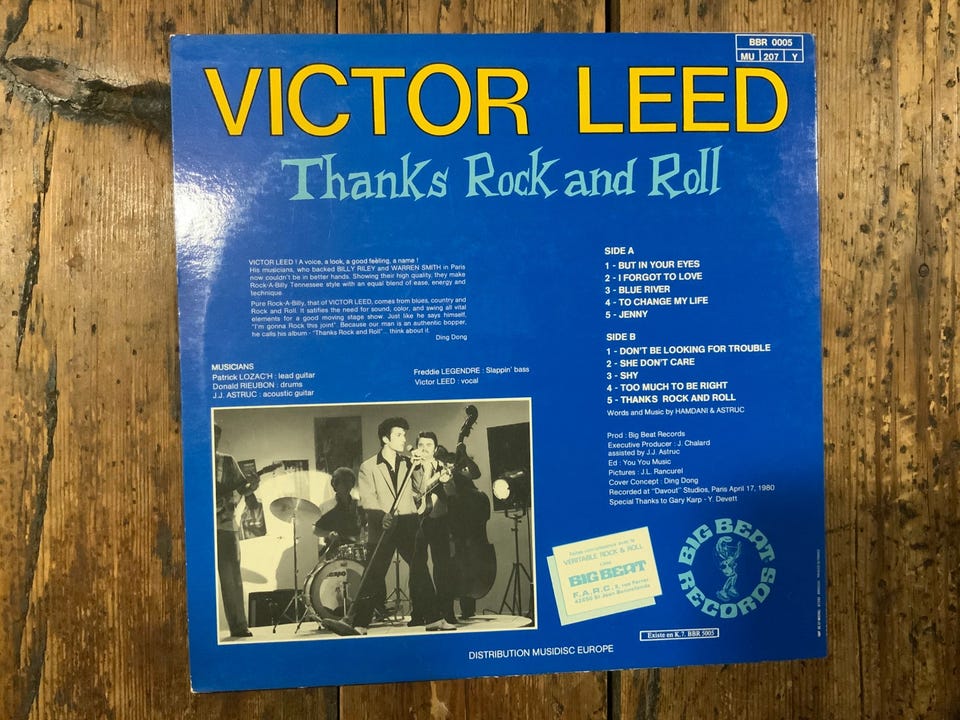 BBR 0005
MU 207 Y
VICTOR LEED
Thanks Rock and Roll
VICTOR LEED ! A voice, a look, a good feeling, a name !
His musicians, who backed BILLY RILEY and WARREN SMITH in Paris
now couldn't be in better hands. Showing their high quality, they make
Rock-A-Billy Tennessee style with an equal blend of ease, energy and
technique.
Pure Rock-A-Billy, that of VICTOR LEED, comes from blues, country and
Rock and Roll. It satifies the need for sound, color, and swing all vital
elements for a good moving stage show. Just like he says himself,
"I'm gonna Rock this joint". Because our man is an authentic bopper,
he calls his album - "Thanks Rock and Roll"... think about it.
Ding Dong
MUSICIANS
Patrick LOZAC'H : lead guitar
Donald RIEUBON : drums
J.J. ASTRUC : acoustic guitar
Freddie LEGENDRE : Slappin' bass
Victor LEED : vocal
SIDE A
1 - BUT IN YOUR EYES
2 - I FORGOT TO LOVE
3 - BLUE RIVER
4 - TO CHANGE MY LIFE
5 - JENNY
SIDE B
1 - DON'T BE LOOKING FOR TROUBLE
2 - SHE DON'T CARE
3 - SHY
4 - TOO MUCH TO BE RIGHT
5 - THANKS ROCK AND ROLL
Words and Music by HAMDANI & ASTRUC
Prod : Big Beat Records
Executive Producer : J. Chalard
assisted by J.J. Astruc
Ed : You You Music
Pictures : J.L. Rancurel
Cover Concept : Ding Dong
Recorded at "Davout" Studios, Paris April 17, 1980
Special Thanks to Gary Karp - Y. Devett
VERITABLE ROCK & ROLL
BIG BEAT
F.A.R.C.
BIG BEAT
RECORDS
Existe en K.7. BBR 5005
DISTRIBUTION MUSIDISC EUROPE